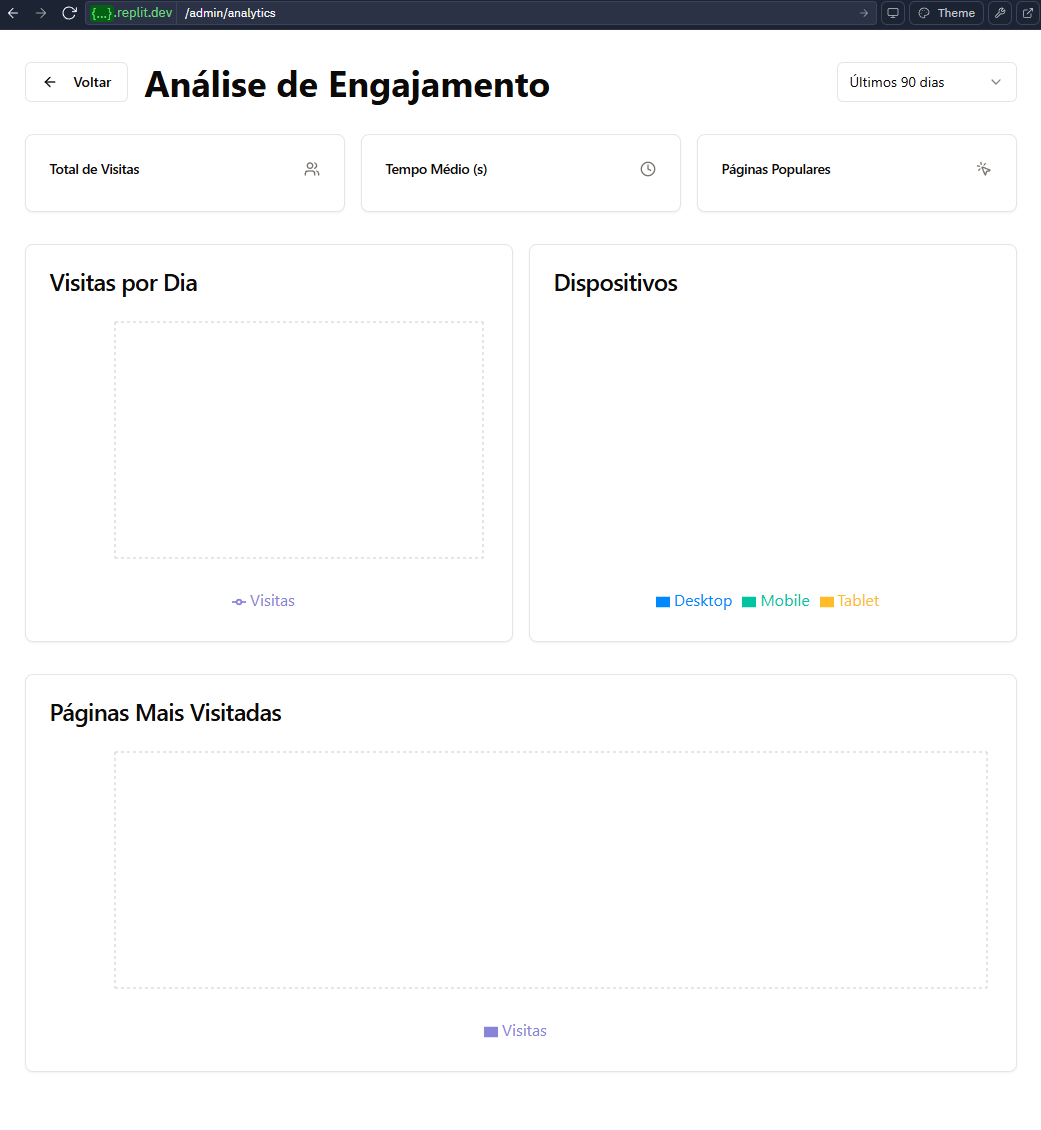 {...}.replit.dev /admin/analytics
Theme
Voltar
Análise de Engajamento
Últimos 90 dias
Total de Visitas
Tempo Médio (s)
Páginas Populares
Visitas por Dia
Dispositivos
Visitas
Desktop Mobile Tablet
Páginas Mais Visitadas
Visitas